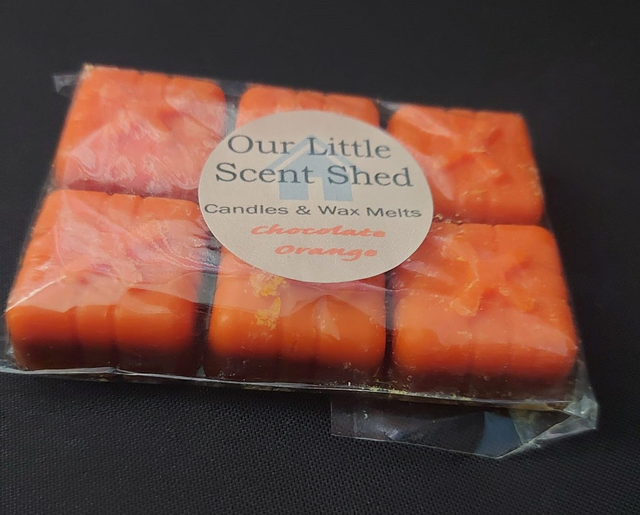 Our Little
Scent Shed
Candles & Wax Melts
Chocolate
Orange